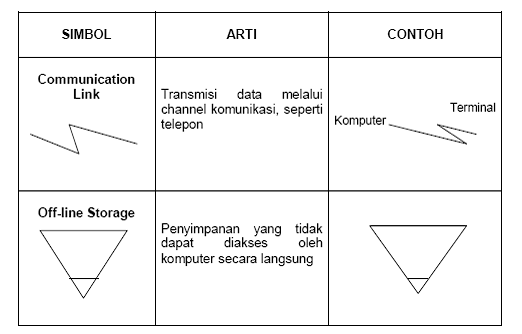 SIMBOL ARTI CONTOH
Communication
Link
Transmisi data melalui
channel komunikasi, seperti
telepon
Terminal
Komputer
Off-line Storage
Penyimpanan yang tidak
dapat diakses oleh
komputer secara langsung